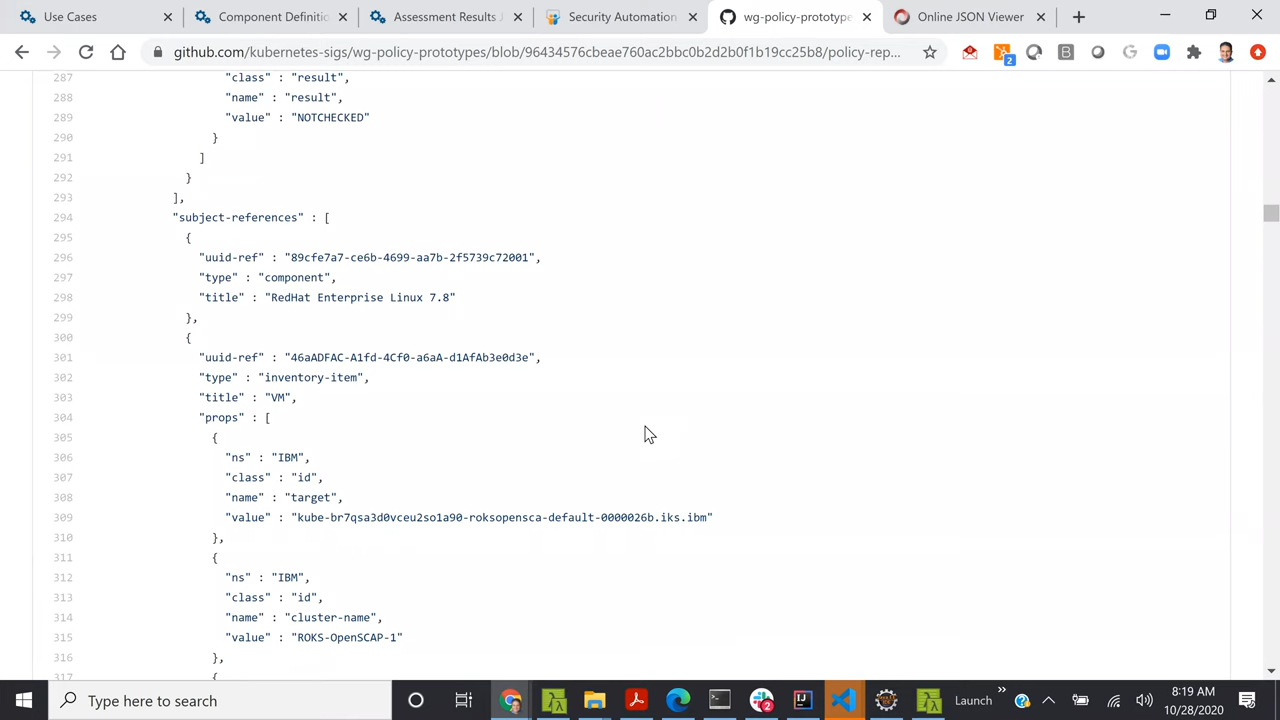 Use Cases
Component Definitio
Assessment Results J
Security Automation
wg-policy-prototype
Online JSON Viewer
github.com/kubernetes-sigs/wg-policy-prototypes/blob/96434576cbeae760ac2bbc0b2d2b0f1b19cc25b8/policy-rep...
2
B
G
287 "class" : "result",
288 "name" : "result",
289 "value" : "NOTCHECKED"
290 }
291 ]
292 }
293 ],
294 "subject-references" : [
295 {
296 "uuid-ref" : "89cfe7a7-ce6b-4699-aa7b-2f5739c72001",
297 "type" : "component",
298 "title" : "RedHat Enterprise Linux 7.8"
299 },
300 {
301 "uuid-ref" : "46aADFAC-A1fd-4Cf0-a6aA-d1AfAb3e0d3e",
302 "type" : "inventory-item",
303 "title" : "VM",
304 "props" : [
305 {
306 "ns" : "IBM",
307 "class" : "id",
308 "name" : "target",
309 "value" : "kube-br7qsa3d0vceu2so1a90-roksopensca-default-0000026b.iks.ibm"
310 },
311 {
312 "ns" : "IBM",
313 "class" : "id",
314 "name" : "cluster-name",
315 "value" : "ROKS-OpenSCAP-1"
316 },
317 {
Type here to search
2
Launch
8:19 AM
10/28/2020